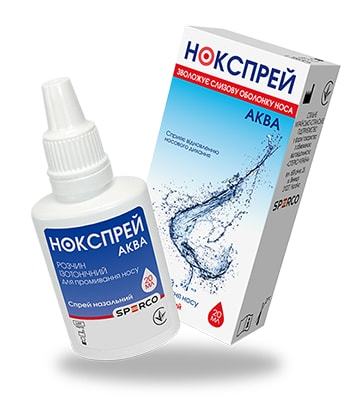 НОКСПРЕЙ
ЗВОЛОЖУЄ СЛИЗОВУ ОБОЛОНКУ НОСА
АКВА
Сприяє відновленню
носового дихання
SPERCO
20
МЛ
НОКСПРЕЙ
АКВА
РОЗЧИН
ІЗОТОНІЧНИЙ
для промивання носу
20
МЛ
Спрей назальний
SPERCO